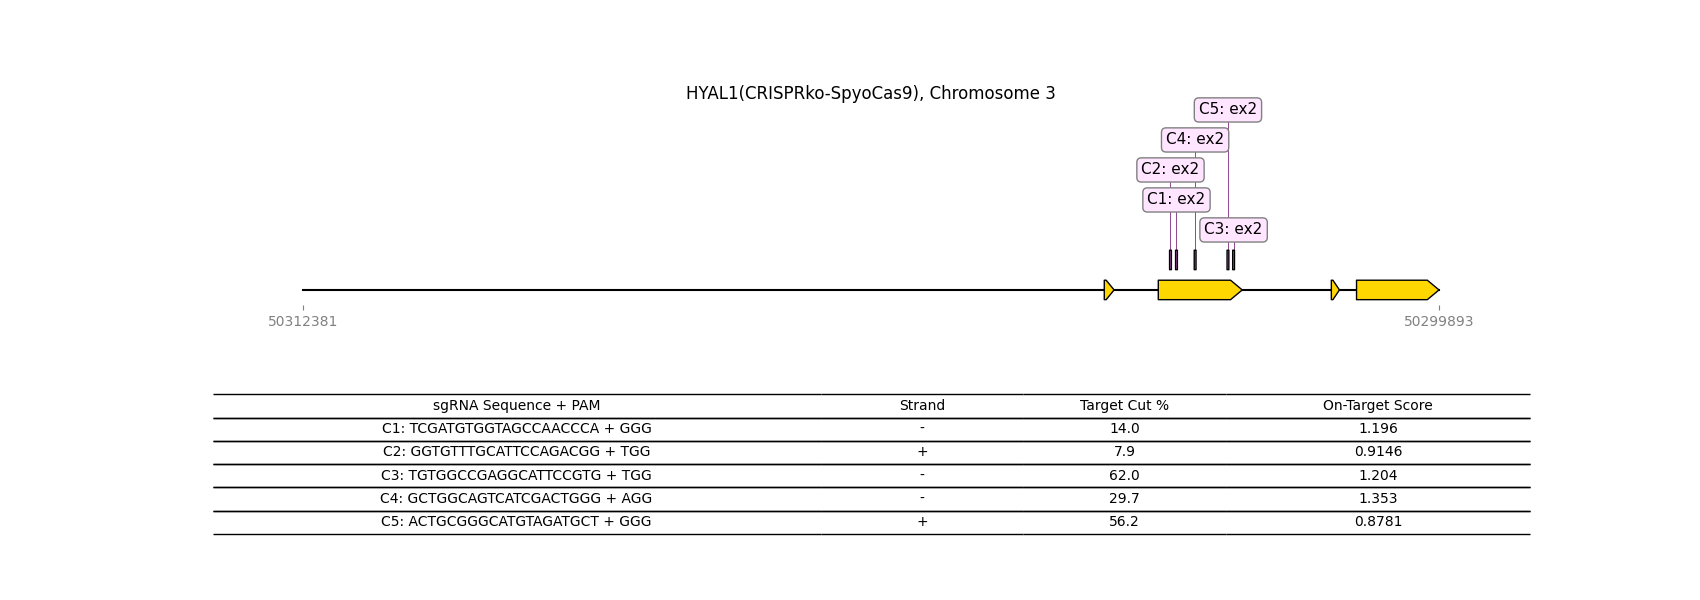 HYAL1(CRISPRko-SpyoCas9), Chromosome 3
C5: ex2
C4: ex2
C2: ex2
C1: ex2
C3: ex2
50312381 50299893
sgRNA Sequence + PAM Strand Target Cut % On-Target Score
C1: TCGATGTGGTAGCCAACCCA + GGG - 14.0 1.196
C2: GGTGTTTGCATTCCAGACGG + TGG + 7.9 0.9146
C3: TGTGGCCGAGGCATTCCGTG + TGG - 62.0 1.204
C4: GCTGGCAGTCATCGACTGGG + AGG - 29.7 1.353
C5: ACTGCGGGCATGTAGATGCT + GGG + 56.2 0.8781